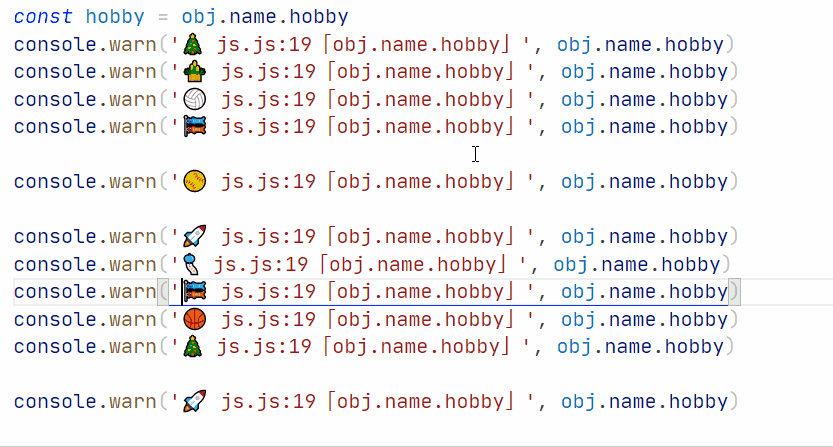 const hobby = obj.name.hobby
console.warn('🎄 js.js:19 ⌈obj.name.hobby⌋ ', obj.name.hobby)
console.warn('🎍 js.js:19 ⌈obj.name.hobby⌋ ', obj.name.hobby)
console.warn('🏐 js.js:19 ⌈obj.name.hobby⌋ ', obj.name.hobby)
console.warn('🎏 js.js:19 ⌈obj.name.hobby⌋ ', obj.name.hobby)
console.warn('🥎 js.js:19 ⌈obj.name.hobby⌋ ', obj.name.hobby)
console.warn('🚀 js.js:19 ⌈obj.name.hobby⌋ ', obj.name.hobby)
console.warn('🎐 js.js:19 ⌈obj.name.hobby⌋ ', obj.name.hobby)
console.warn('🎏 js.js:19 ⌈obj.name.hobby⌋ ', obj.name.hobby)
console.warn('🏀 js.js:19 ⌈obj.name.hobby⌋ ', obj.name.hobby)
console.warn('🎄 js.js:19 ⌈obj.name.hobby⌋ ', obj.name.hobby)
console.warn('🚀 js.js:19 ⌈obj.name.hobby⌋ ', obj.name.hobby)